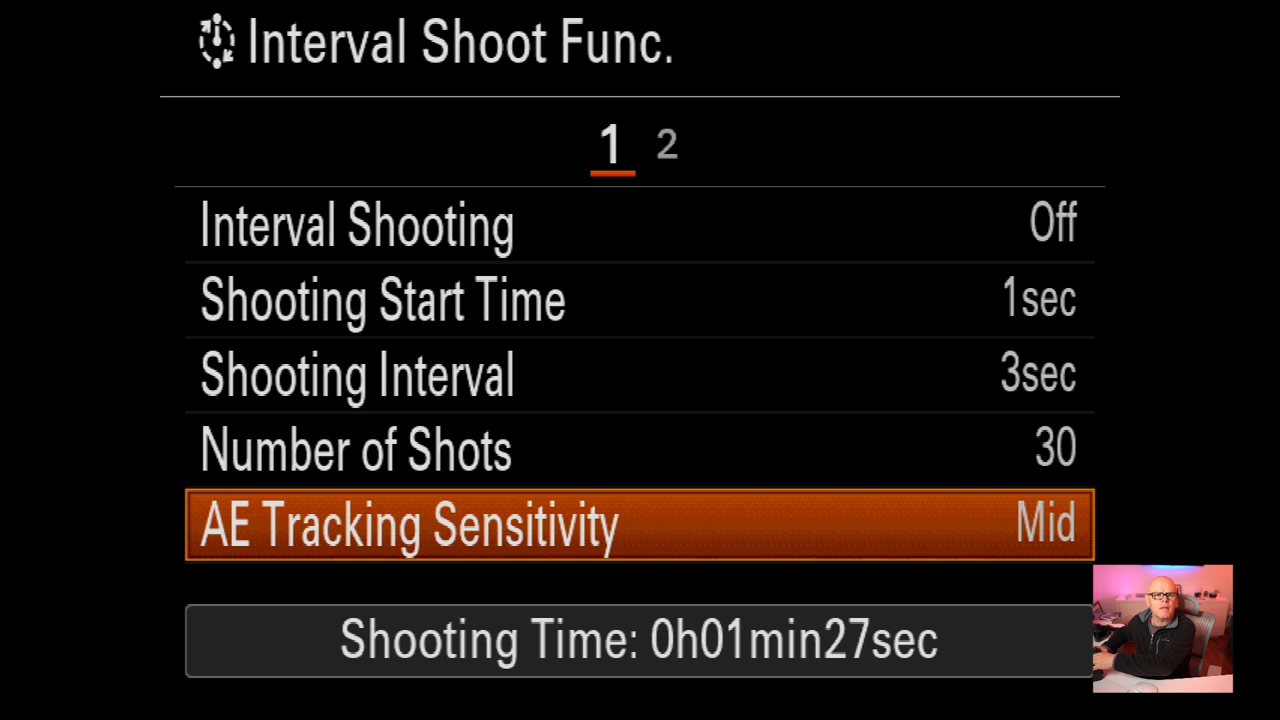 Interval Shoot Func.
1 2
Interval Shooting Off
Shooting Start Time 1sec
Shooting Interval 3sec
Number of Shots 30
AE Tracking Sensitivity Mid
Shooting Time: 0h01min27sec